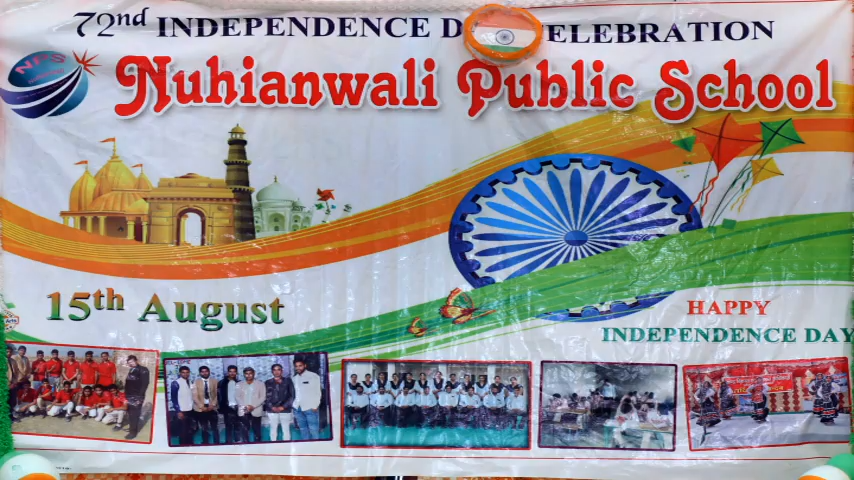 72nd INDEPENDENCE D ELEBRATION
NPS
Nuhianwali Public School
15th August
HAPPY
INDEPENDENCE DAY